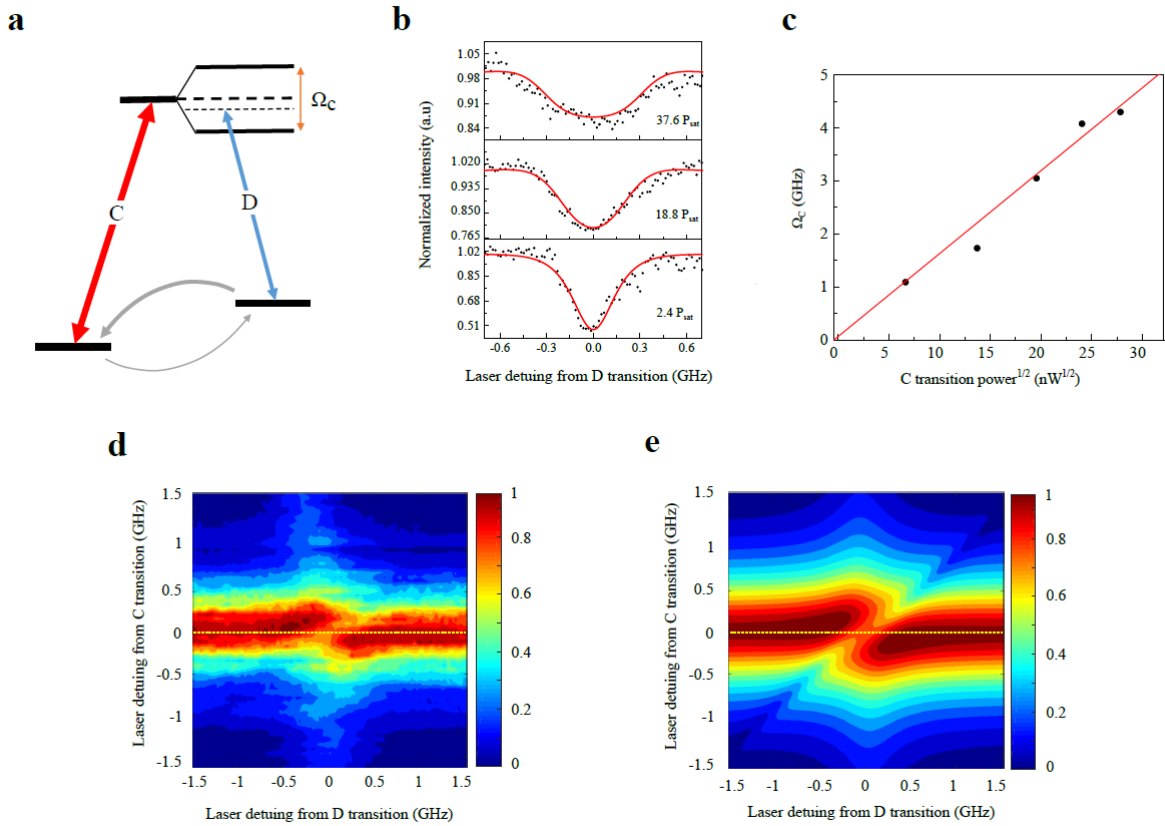 a
Ω_C
C
D
b
Normalized intensity (a.u)
1.05
0.98
0.91
0.84
37.6 P_sat
1.020
0.935
0.850
0.765
18.8 P_sat
1.02
0.85
0.68
0.51
2.4 P_sat
-0.6 -0.3 0.0 0.3 0.6
Laser detuing from D transition (GHz)
c
Ω_C (GHz)
5
4
3
2
1
0
0 5 10 15 20 25 30
C transition power^1/2 (nW^1/2)
d
Laser detuing from C transition (GHz)
1.5
1
0.5
0
-0.5
-1
-1.5
-1.5 -1 -0.5 0 0.5 1 1.5
Laser detuing from D transition (GHz)
1
0.8
0.6
0.4
0.2
0
e
Laser detuing from C transition (GHz)
1.5
1
0.5
0
-0.5
-1
-1.5
-1.5 -1 -0.5 0 0.5 1 1.5
Laser detuing from D transition (GHz)
1
0.8
0.6
0.4
0.2
0